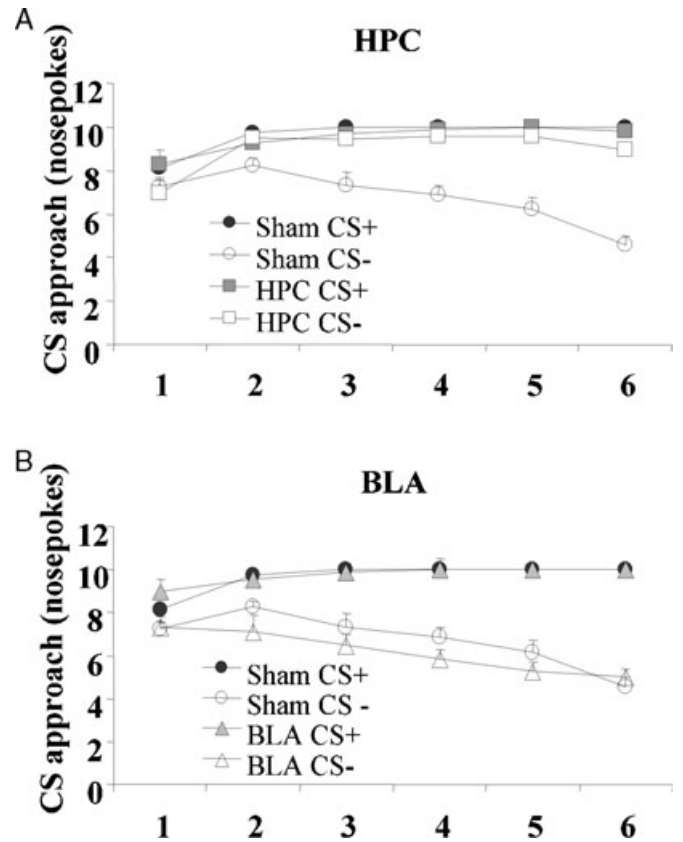 A
HPC
CS approach (nosepokes)
12
10
8
6
4
2
0
Sham CS+
Sham CS-
HPC CS+
HPC CS-
1 2 3 4 5 6
B
BLA
CS approach (nosepokes)
12
10
8
6
4
2
0
Sham CS+
Sham CS -
BLA CS+
BLA CS-
1 2 3 4 5 6